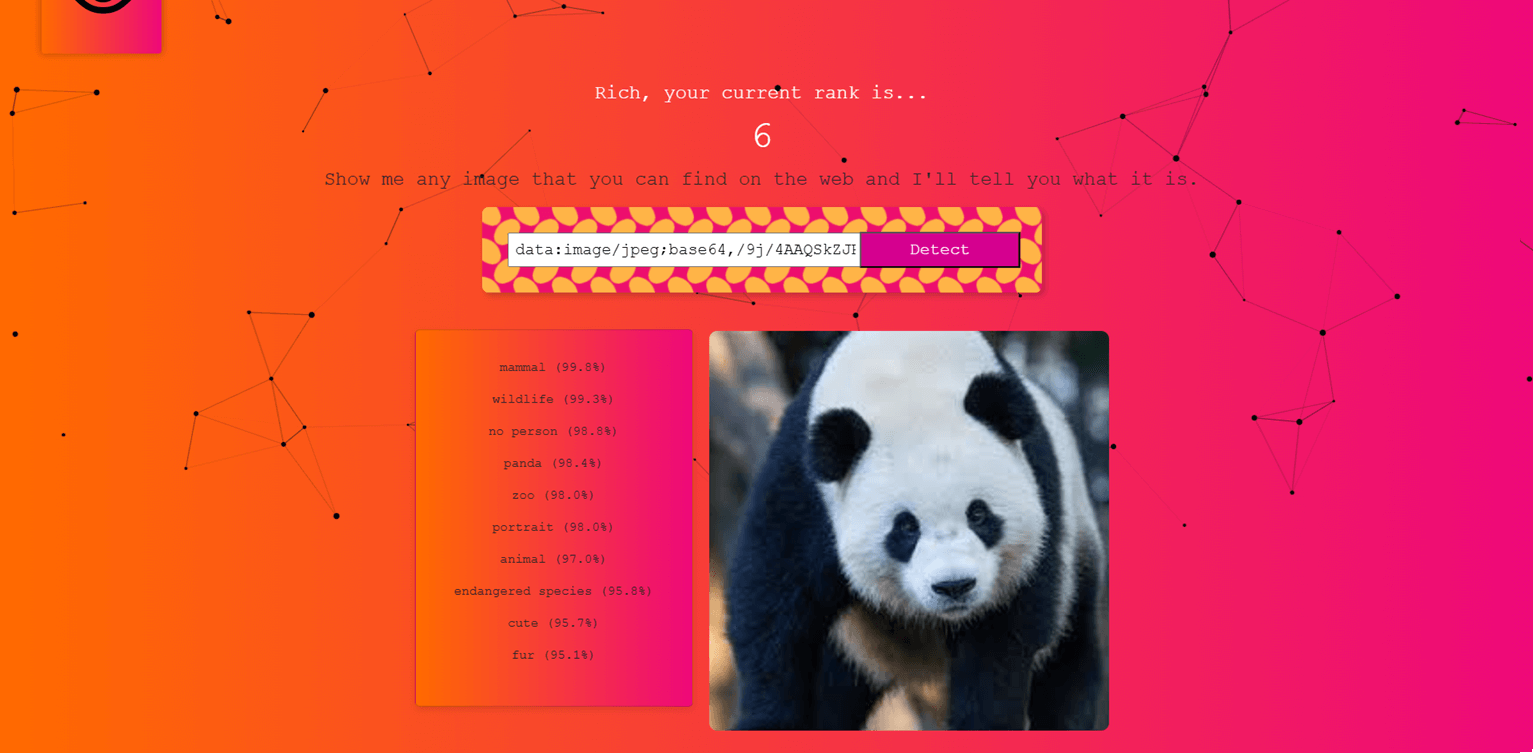 Rich, your current rank is...
6
Show me any image that you can find on the web and I'll tell you what it is.
data:image/jpeg;base64,/9j/4AAQSkZJ
Detect
mammal (99.8%)
wildlife (99.3%)
no person (98.8%)
panda (98.4%)
zoo (98.0%)
portrait (98.0%)
animal (97.0%)
endangered species (95.8%)
cute (95.7%)
fur (95.1%)